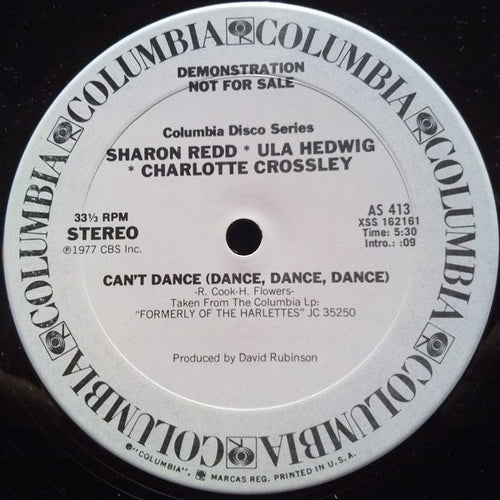 COLUMBIA COLUMBIA COLUMBIA COLUMBIA COLUMBIA COLUMBIA COLUMBIA
DEMONSTRATION
NOT FOR SALE
Columbia Disco Series
SHARON REDD * ULA HEDWIG
* CHARLOTTE CROSSLEY
33⅓ RPM
STEREO
℗1977 CBS Inc.
AS 413
XSS 162161
Time: 5:30
Intro.: :09
CAN'T DANCE (DANCE, DANCE, DANCE)
-R. Cook-H. Flowers-
Taken From The Columbia Lp:
"FORMERLY OF THE HARLETTES" JC 35250
Produced by David Rubinson
®"COLUMBIA", MARCAS REG. PRINTED IN U.S.A.